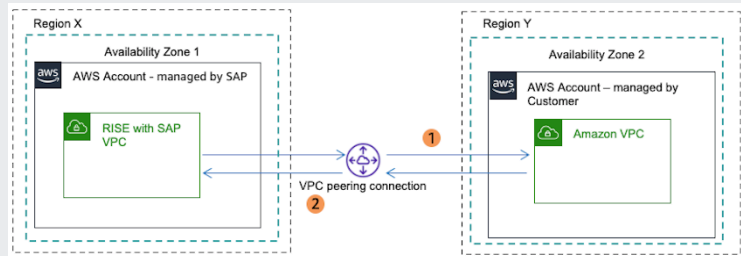 Region X
Availability Zone 1
aws
AWS Account - managed by SAP
RISE with SAP
VPC
1
VPC peering connection
2
Region Y
Availability Zone 2
aws
AWS Account – managed by
Customer
Amazon VPC